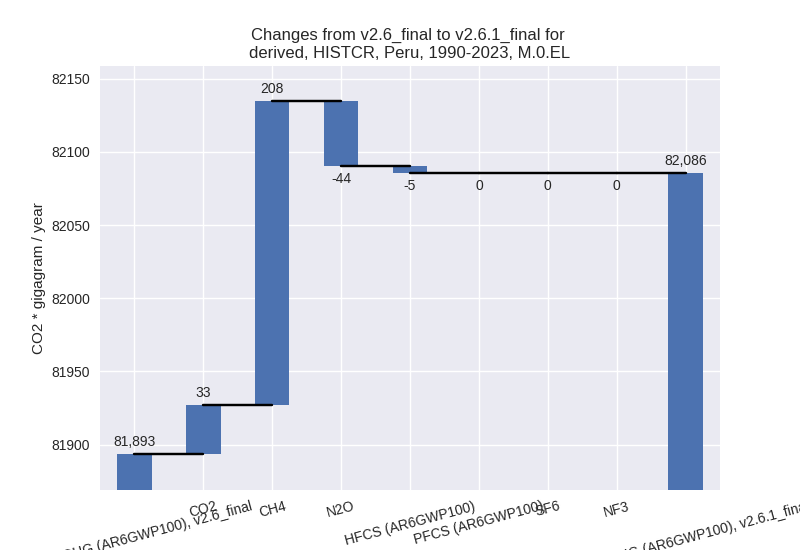 Changes from v2.6_final to v2.6.1_final for
derived, HISTCR, Peru, 1990-2023, M.0.EL
CO2 * gigagram / year
82150
82100
82050
82000
81950
81900
81,893
33
208
-44
-5
0
0
0
82,086
(AR6GWP100), v2.6_final
CO2
CH4
N2O
HFCS (AR6GWP100)
PFCS (AR6GWP100)
SF6
NF3
(AR6GWP100), v2.6.1